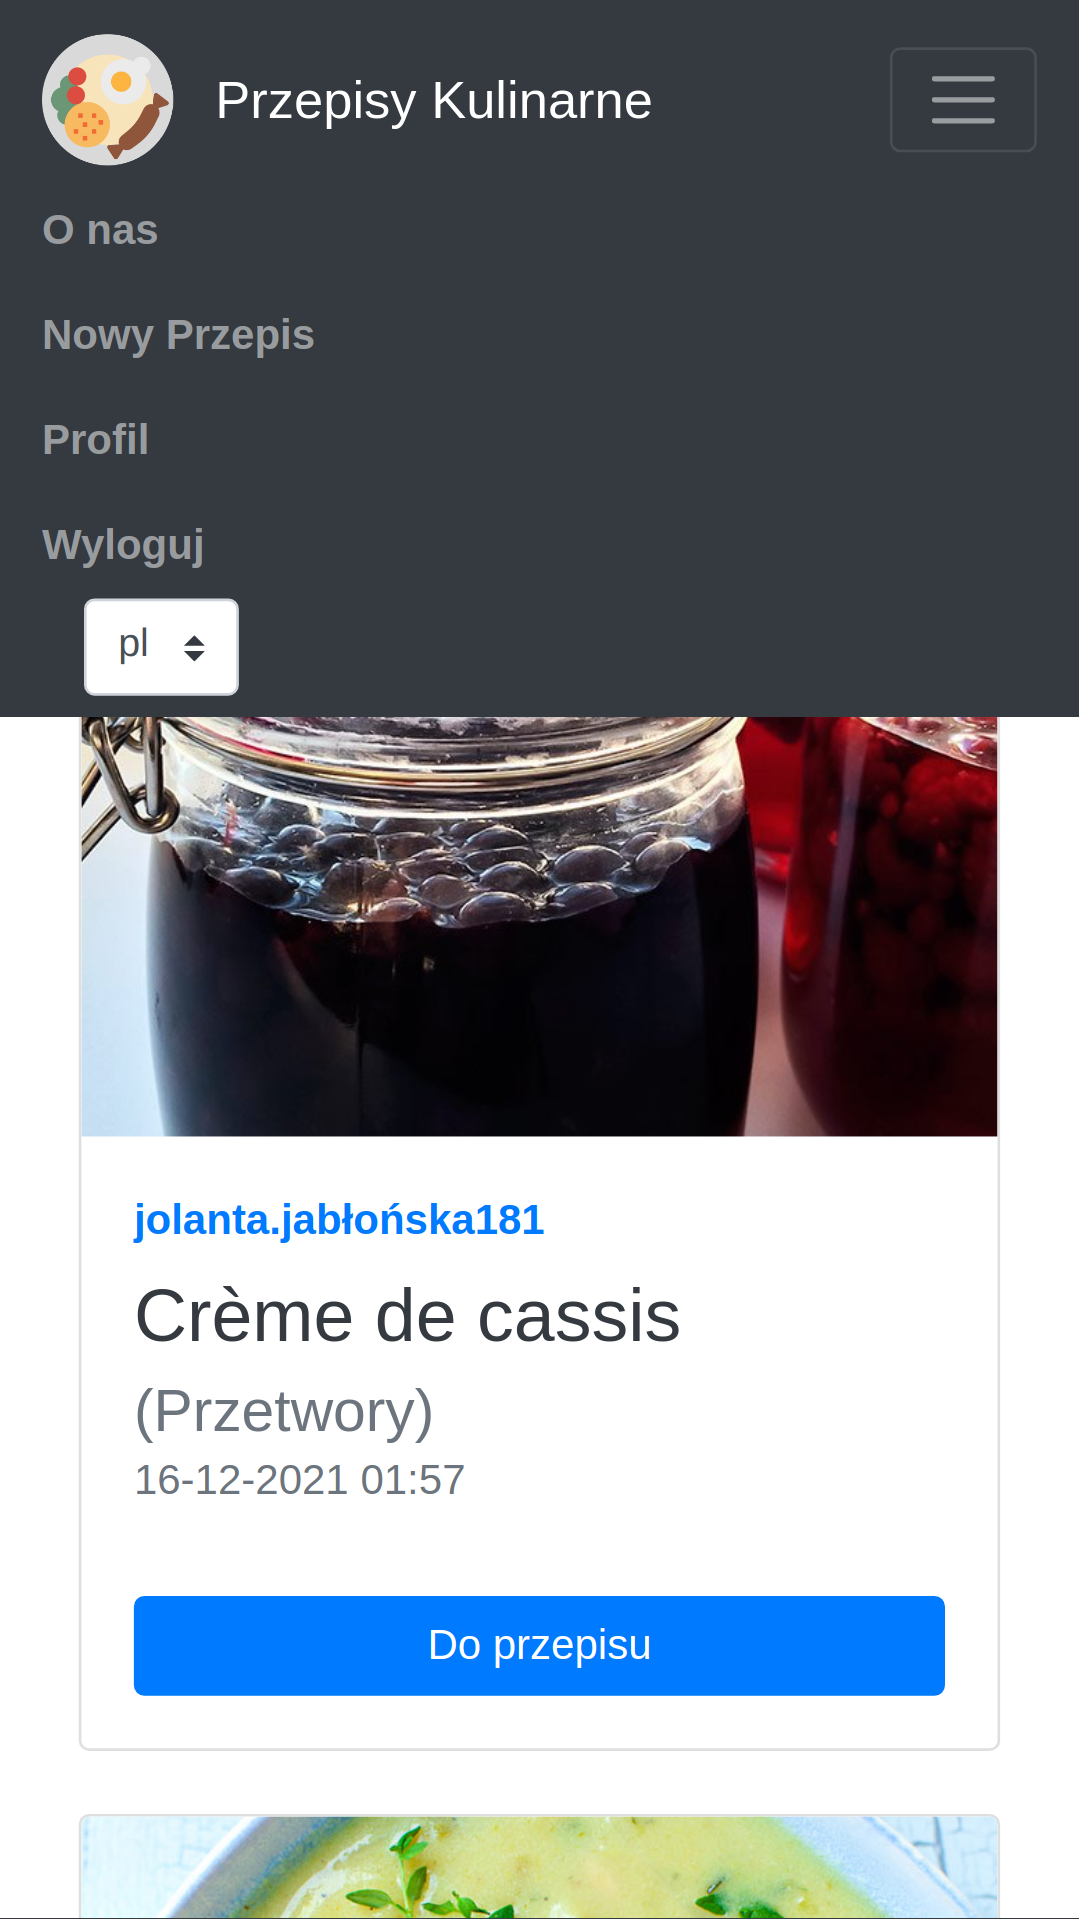 Przepisy Kulinarne
O nas
Nowy Przepis
Profil
Wyloguj
pl
jolanta.jabłońska181
Crème de cassis
(Przetwory)
16-12-2021 01:57
Do przepisu